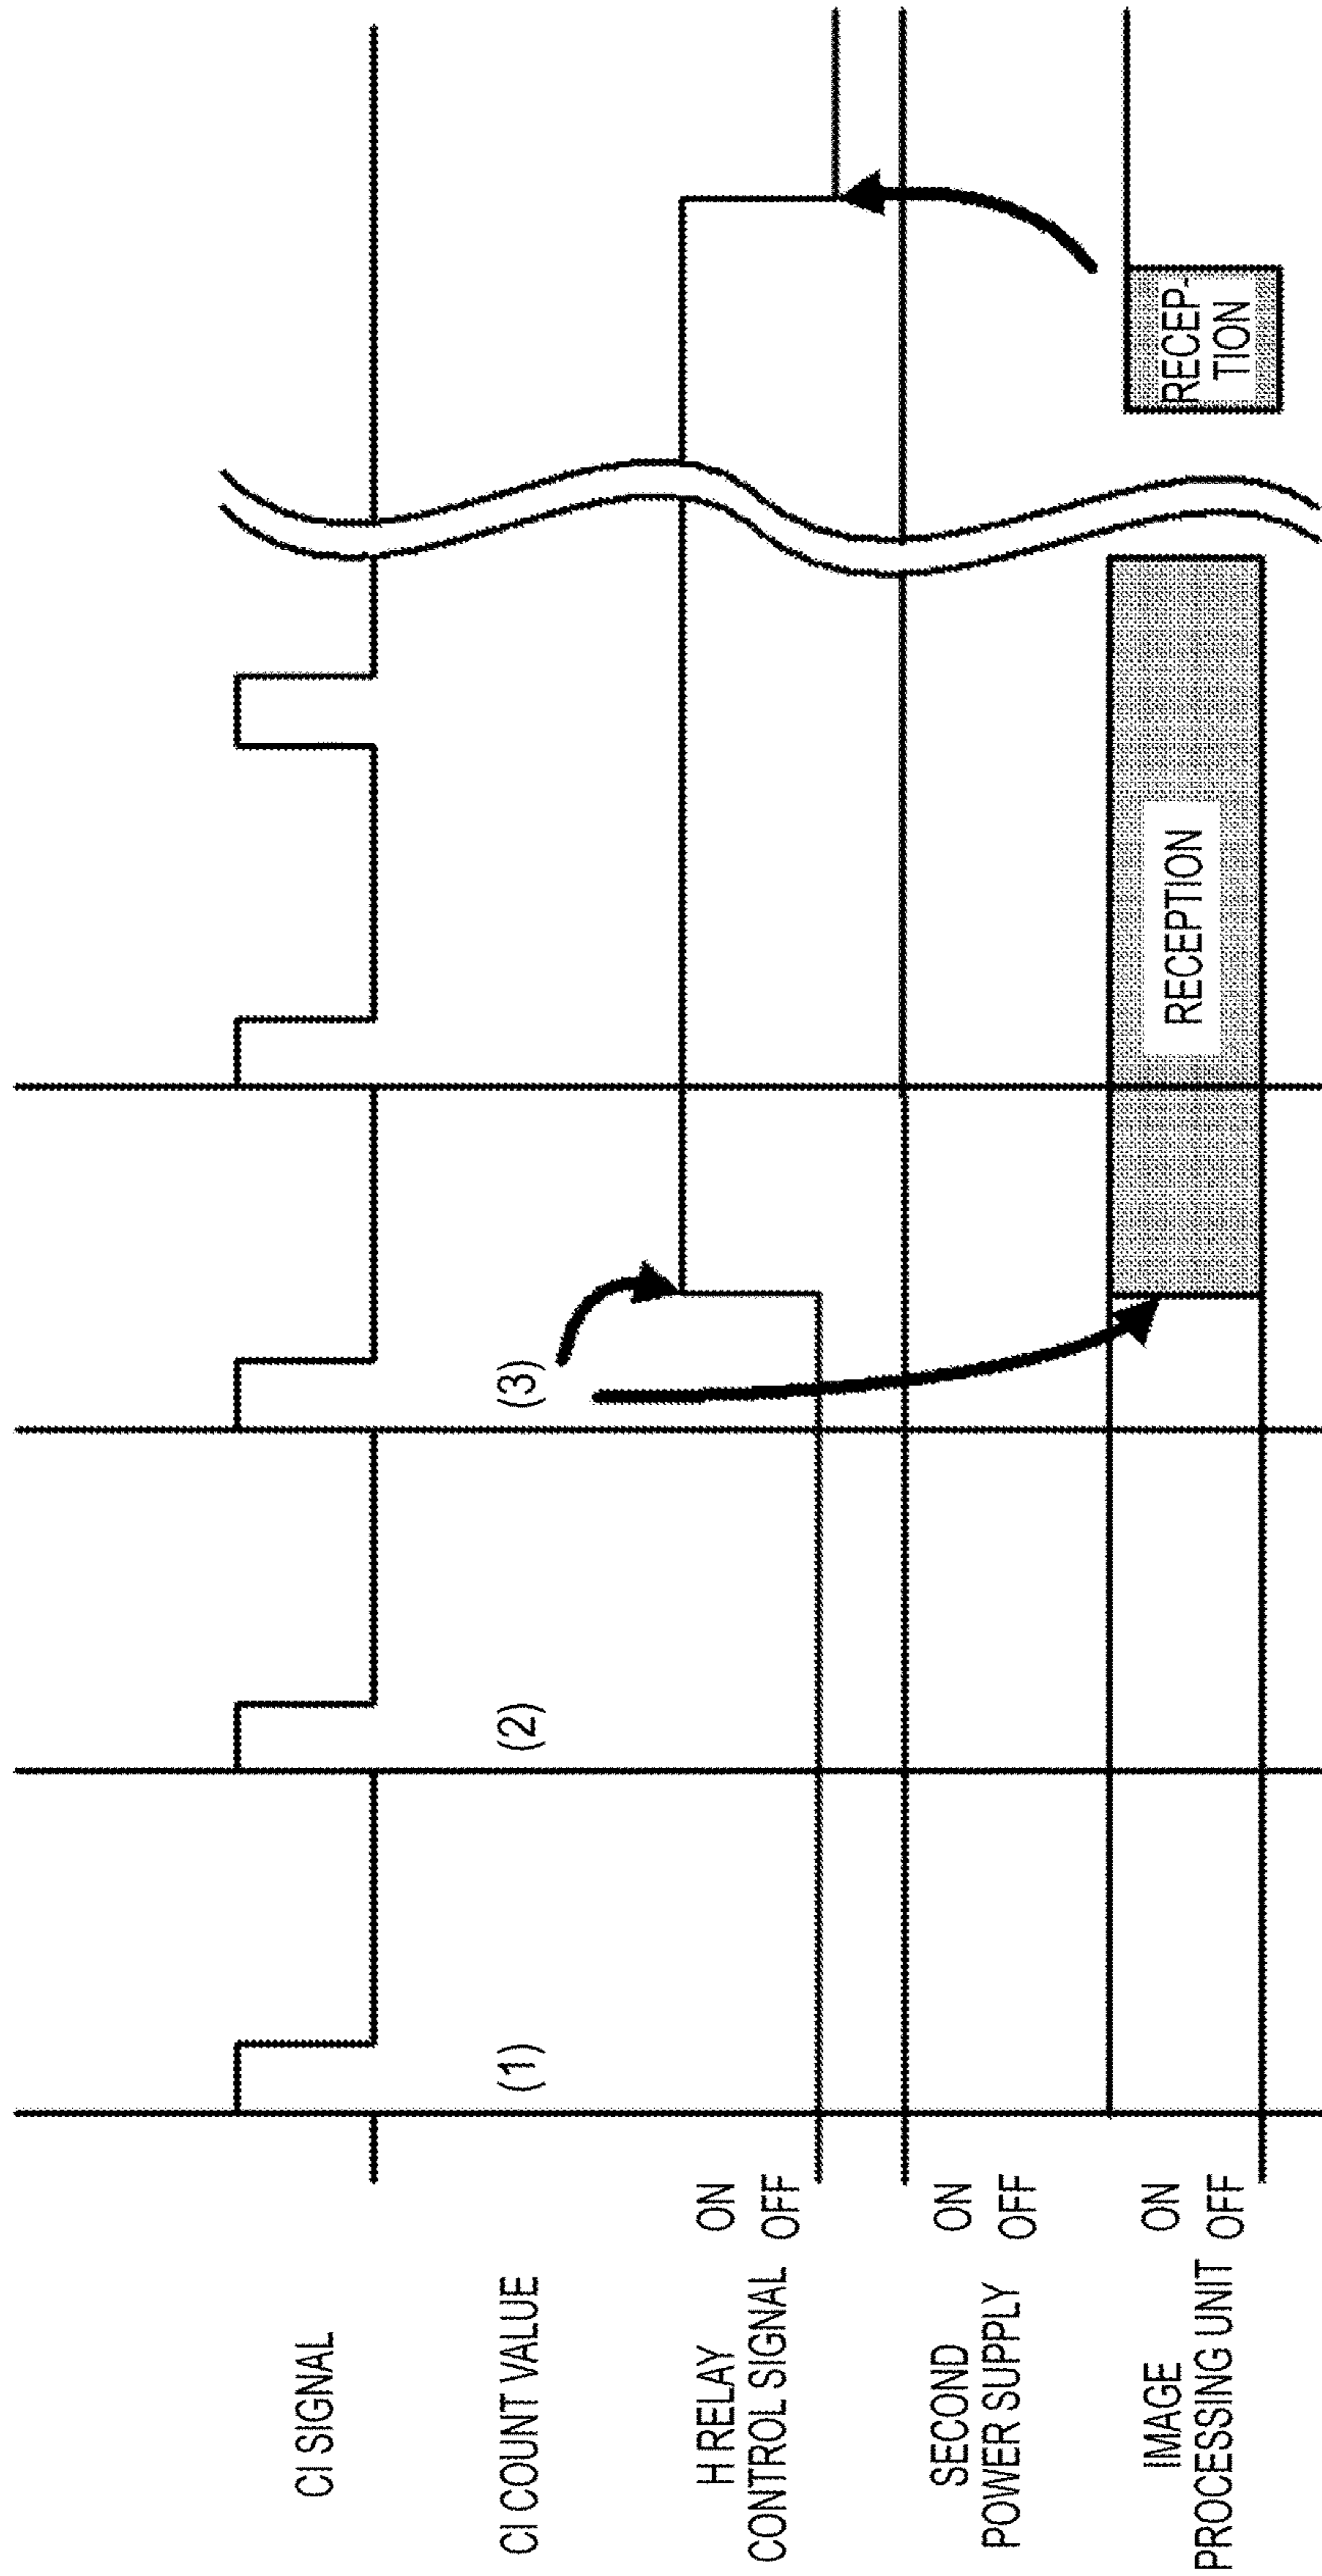 CI SIGNAL
CI COUNT VALUE
(1)
(2)
(3)
H RELAY
CONTROL SIGNAL
ON
OFF
SECOND
POWER SUPPLY
ON
OFF
IMAGE
PROCESSING UNIT
ON
OFF
RECEPTION
RECEP-
TION